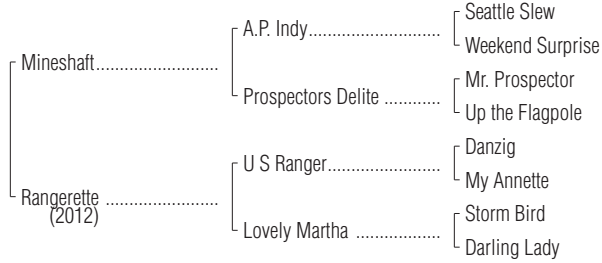 Seattle Slew
A.P. Indy
Weekend Surprise
Mineshaft
Mr. Prospector
Prospectors Delite
Up the Flagpole
Danzig
U S Ranger
My Annette
Rangerette
(2012)
Storm Bird
Lovely Martha
Darling Lady